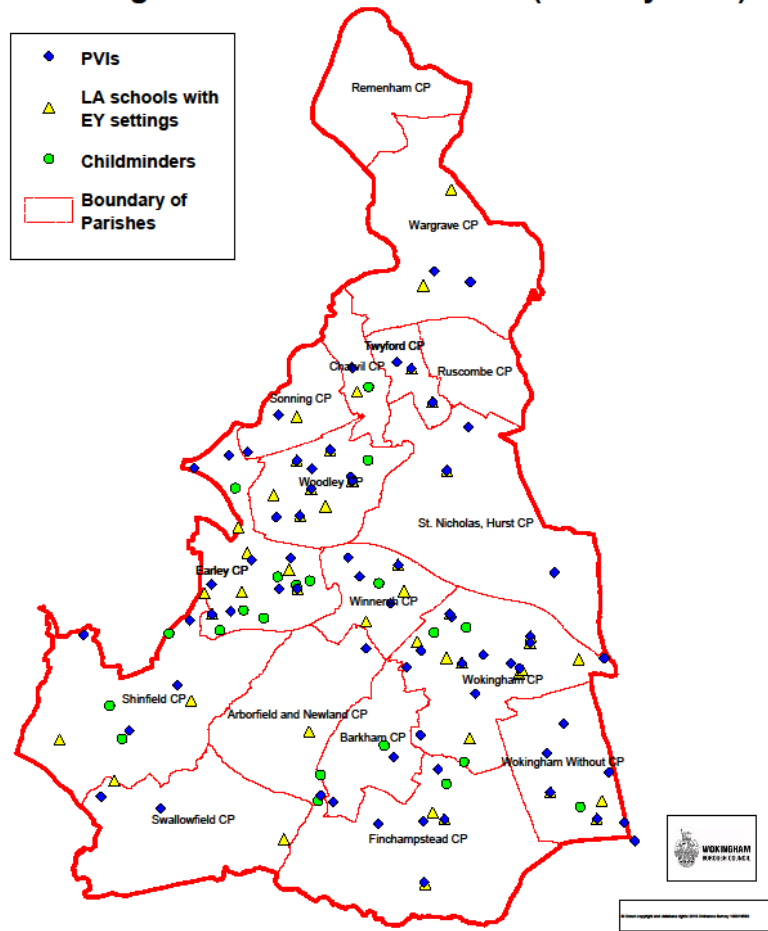 PVIs
LA schools with
EY settings
Childminders
Boundary of
Parishes
Remenham CP
Wargrave CP
Twyford CP
Charvil CP
Ruscombe CP
Sonning CP
Woodley CP
St. Nicholas, Hurst CP
Earley CP
Winnersh CP
Wokingham CP
Shinfield CP
Arborfield and Newland CP
Barkham CP
Wokingham Without CP
Swallowfield CP
Finchampstead CP
WOKINGHAM
BOROUGH COUNCIL